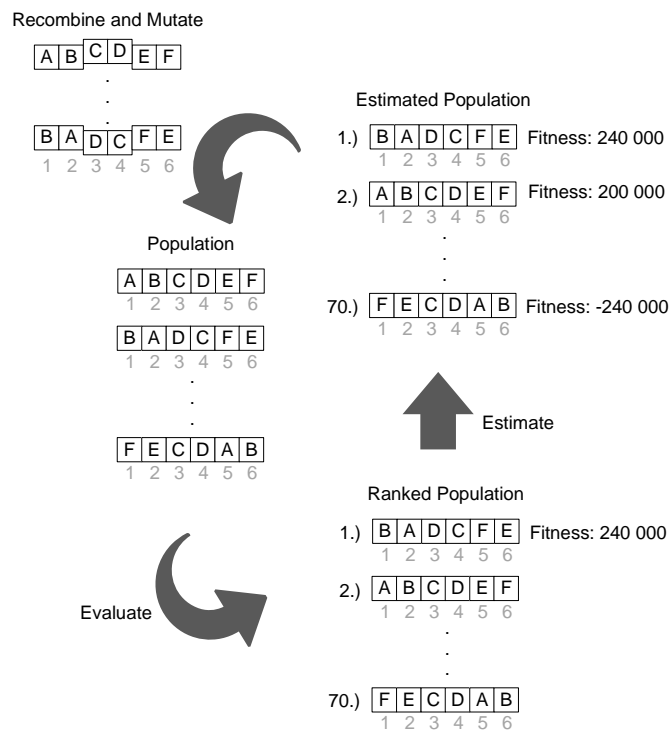 Recombine and Mutate
A B C D E F
.
.
.
B A D C F E
1 2 3 4 5 6
Population
A B C D E F
1 2 3 4 5 6
B A D C F E
1 2 3 4 5 6
.
.
.
F E C D A B
1 2 3 4 5 6
Evaluate
Estimated Population
1.) B A D C F E Fitness: 240 000
1 2 3 4 5 6
2.) A B C D E F Fitness: 200 000
1 2 3 4 5 6
.
.
.
70.) F E C D A B Fitness: -240 000
1 2 3 4 5 6
Estimate
Ranked Population
1.) B A D C F E Fitness: 240 000
1 2 3 4 5 6
2.) A B C D E F
1 2 3 4 5 6
.
.
.
70.) F E C D A B
1 2 3 4 5 6